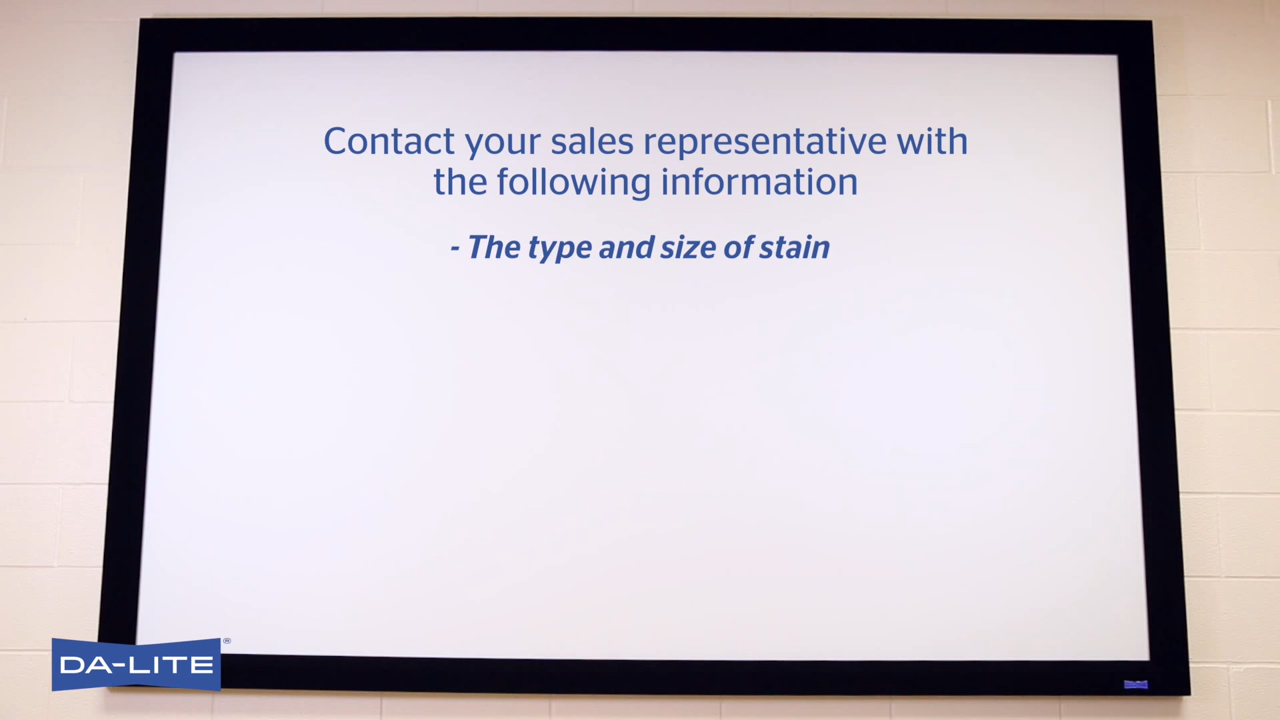 Contact your sales representative with
the following information
- The type and size of stain
DA-LITE®